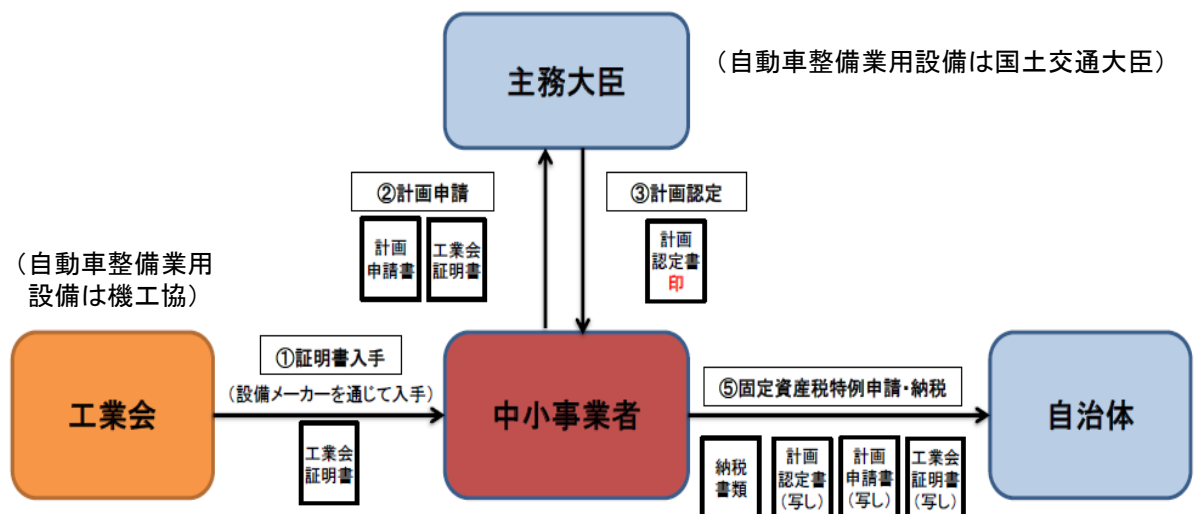 主務大臣
（自動車整備業用設備は国土交通大臣）
②計画申請
計画
申請書
工業会
証明書
③計画認定
計画
認定書
印
（自動車整備業用
設備は機工協）
工業会
①証明書入手
（設備メーカーを通じて入手）
工業会
証明書
中小事業者
⑤固定資産税特例申請・納税
納税
書類
計画
認定書
（写し）
計画
申請書
（写し）
工業会
証明書
（写し）
自治体